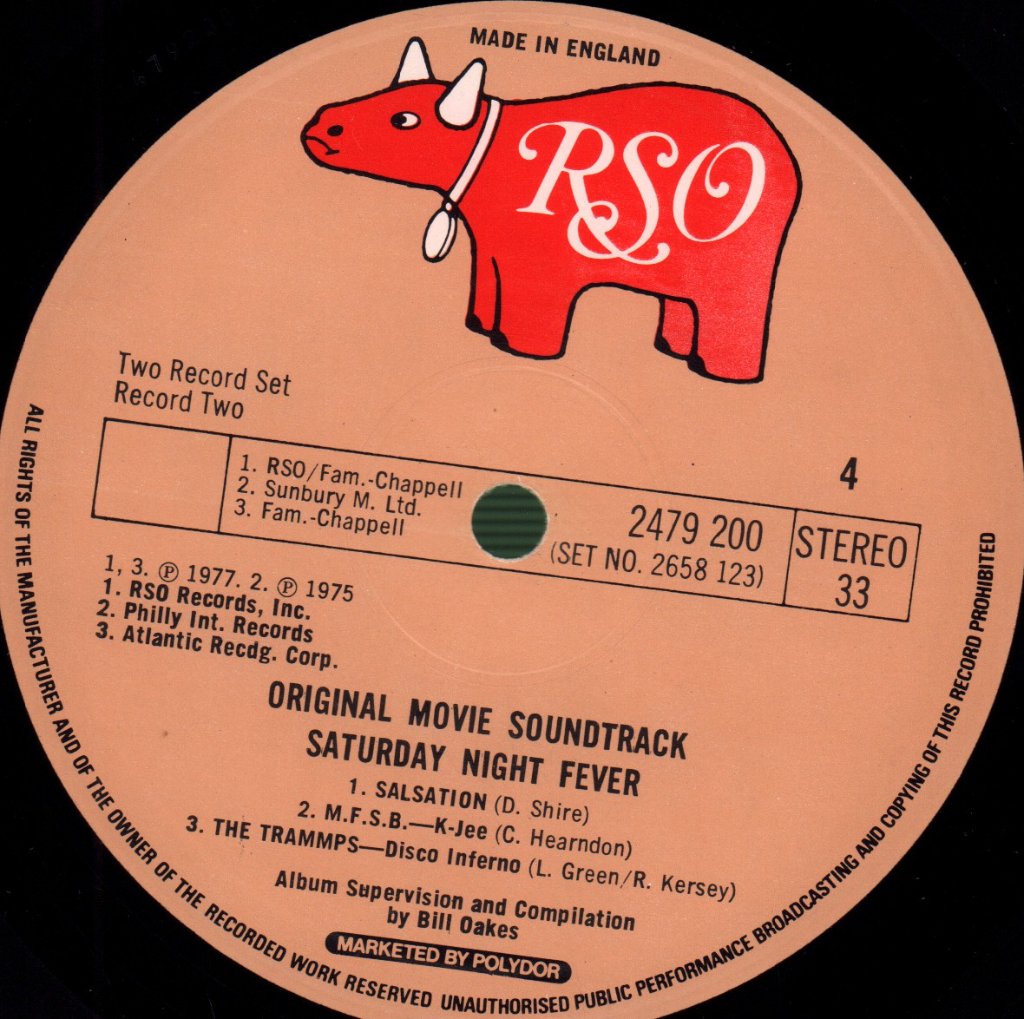 MADE IN ENGLAND
RSO
Two Record Set
Record Two
4
1. RSO/Fam.-Chappell
2. Sunbury M. Ltd.
3. Fam.-Chappell
2479 200
(SET NO. 2658 123)
STEREO
33
1, 3. ℗ 1977. 2. ℗ 1975
1. RSO Records, Inc.
2. Philly Int. Records
3. Atlantic Recdg. Corp.
ORIGINAL MOVIE SOUNDTRACK
SATURDAY NIGHT FEVER
1. SALSATION (D. Shire)
2. M.F.S.B.—K-Jee (C. Hearndon)
3. THE TRAMMPS—Disco Inferno (L. Green/R. Kersey)
Album Supervision and Compilation
by Bill Oakes
MARKETED BY POLYDOR
ALL RIGHTS OF THE MANUFACTURER AND OF THE OWNER OF THE RECORDED WORK RESERVED UNAUTHORISED PUBLIC PERFORMANCE BROADCASTING AND COPYING OF THIS RECORD PROHIBITED